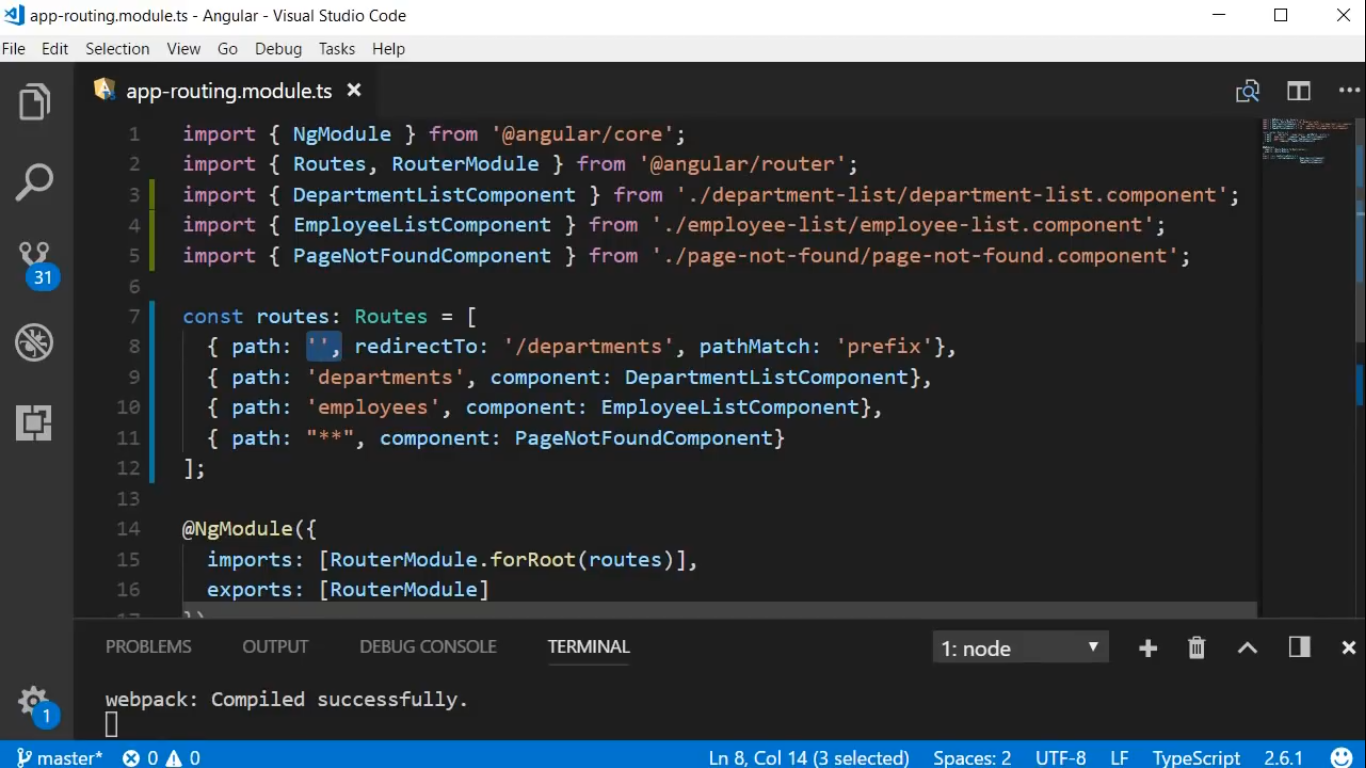 app-routing.module.ts - Angular - Visual Studio Code
File Edit Selection View Go Debug Tasks Help
app-routing.module.ts
1 import { NgModule } from '@angular/core';
2 import { Routes, RouterModule } from '@angular/router';
3 import { DepartmentListComponent } from './department-list/department-list.component';
4 import { EmployeeListComponent } from './employee-list/employee-list.component';
5 import { PageNotFoundComponent } from './page-not-found/page-not-found.component';
6
7 const routes: Routes = [
8 { path: '', redirectTo: '/departments', pathMatch: 'prefix'},
9 { path: 'departments', component: DepartmentListComponent},
10 { path: 'employees', component: EmployeeListComponent},
11 { path: "**", component: PageNotFoundComponent}
12 ];
13
14 @NgModule({
15 imports: [RouterModule.forRoot(routes)],
16 exports: [RouterModule]
17 })
31
1
PROBLEMS OUTPUT DEBUG CONSOLE TERMINAL 1: node
webpack: Compiled successfully.
master* 0 0 Ln 8, Col 14 (3 selected) Spaces: 2 UTF-8 LF TypeScript 2.6.1